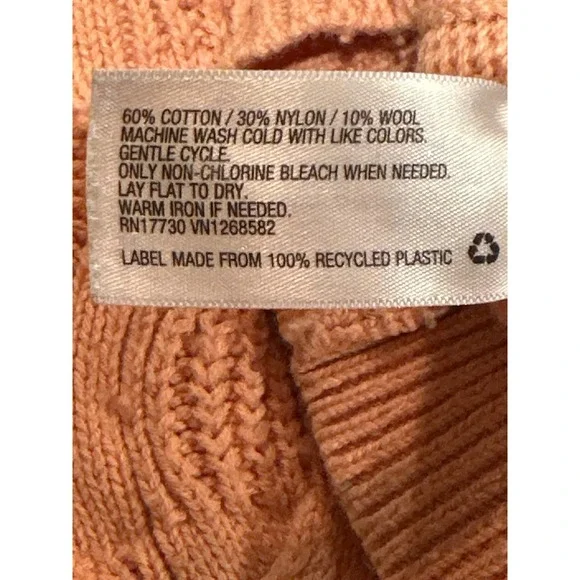 60% COTTON / 30% NYLON / 10% WOOL
MACHINE WASH COLD WITH LIKE COLORS.
GENTLE CYCLE.
ONLY NON-CHLORINE BLEACH WHEN NEEDED.
LAY FLAT TO DRY.
WARM IRON IF NEEDED.
RN17730 VN1268582
LABEL MADE FROM 100% RECYCLED PLASTIC